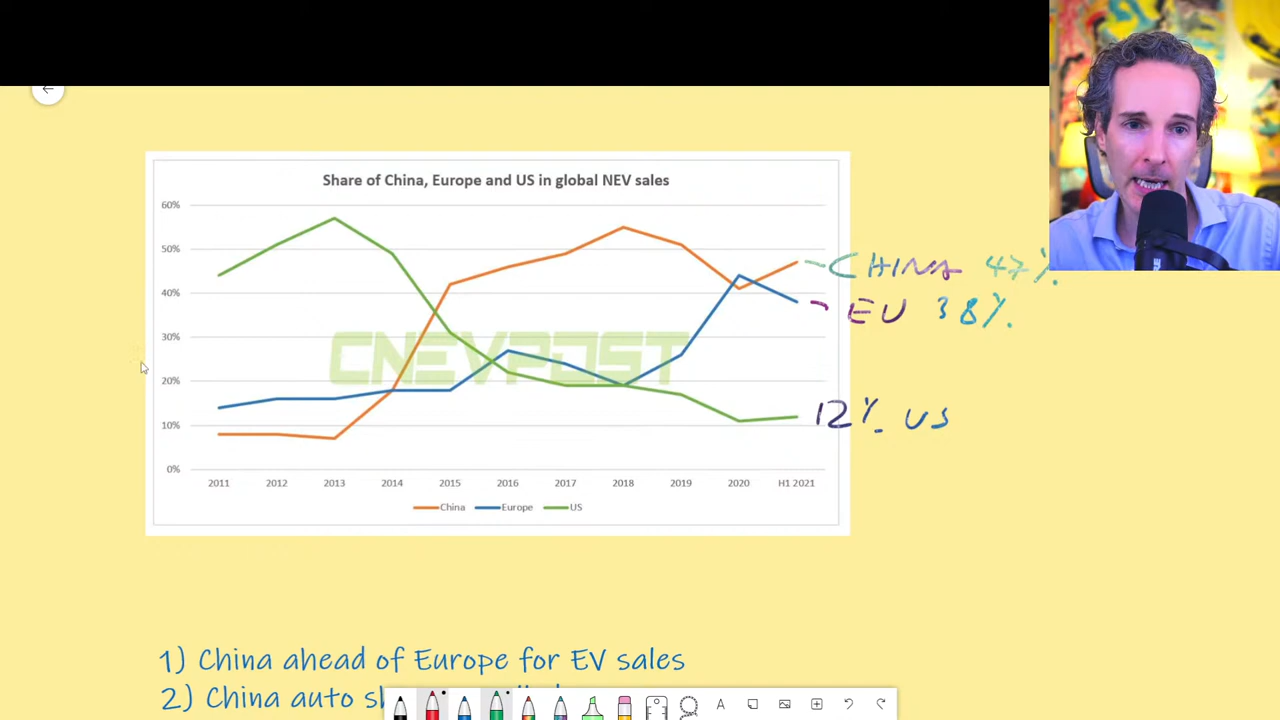 Share of China, Europe and US in global NEV sales
60%
50%
40%
30%
20%
10%
0%
CNEVPOST
CHINA 47%
EU 38%
12% US
2011 2012 2013 2014 2015 2016 2017 2018 2019 2020 H1 2021
China Europe US
1) China ahead of Europe for EV sales
2) China auto
A